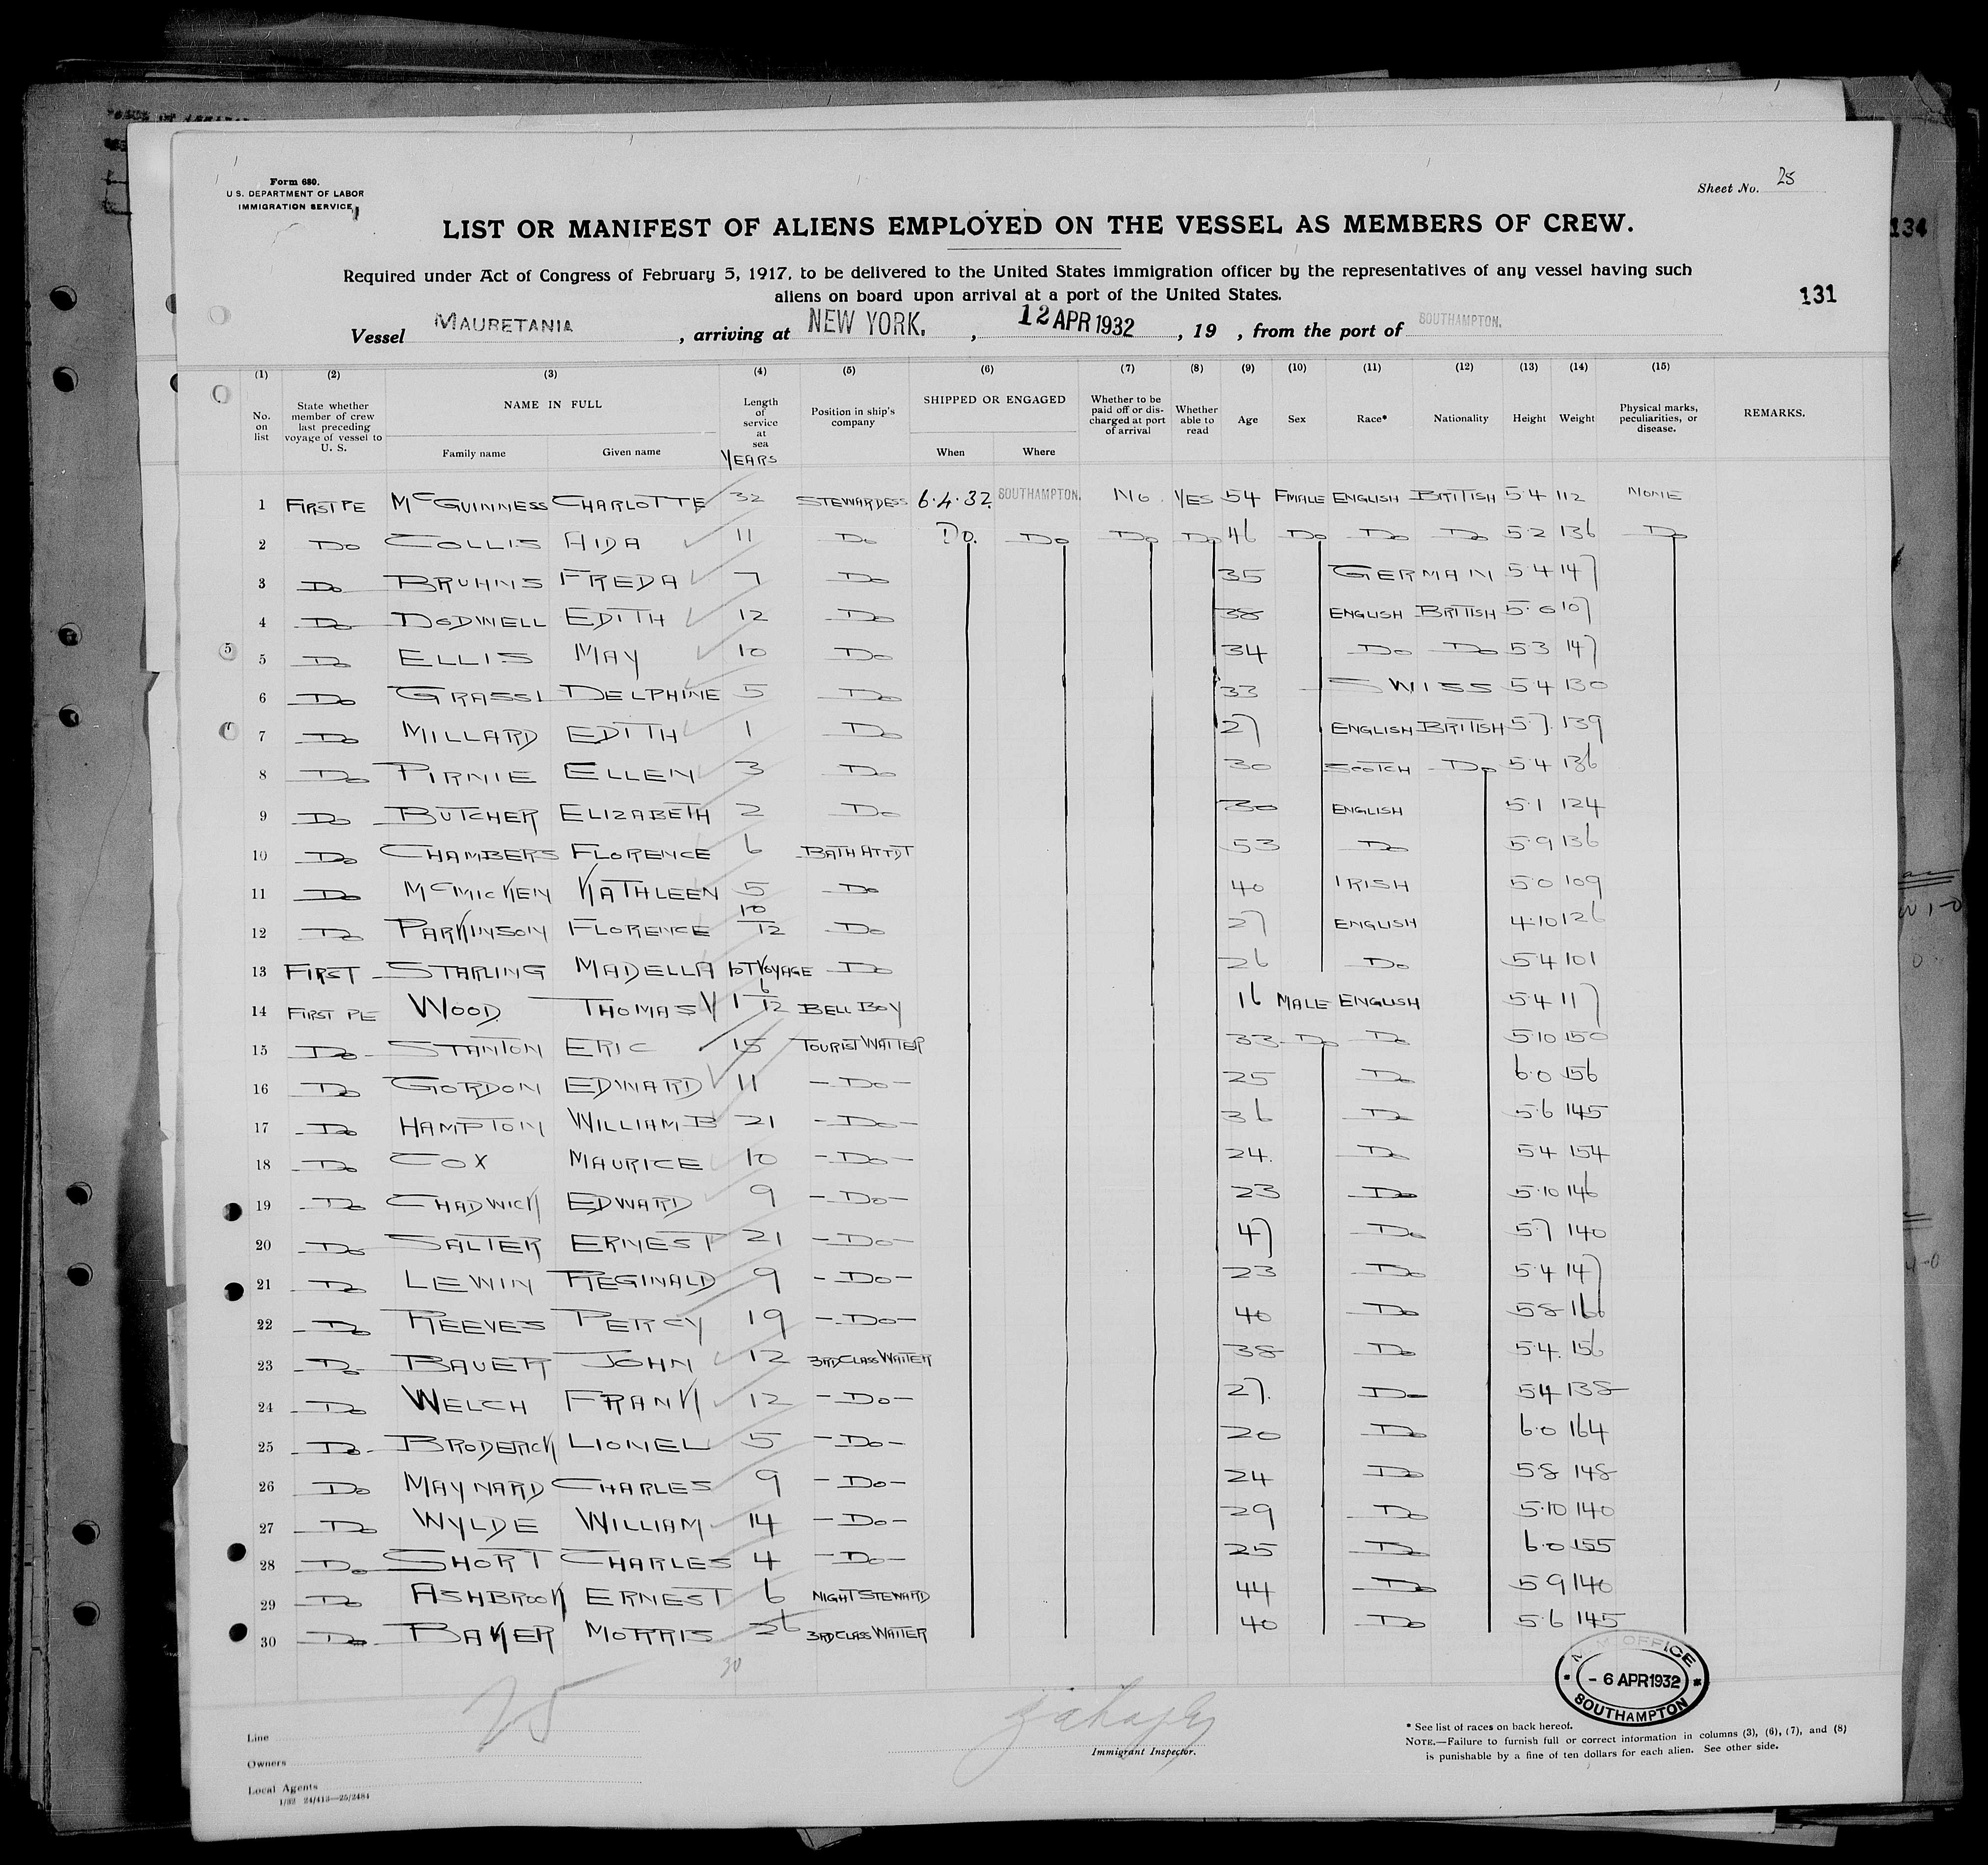 Form 680.
U.S. DEPARTMENT OF LABOR
IMMIGRATION SERVICE
Sheet No. 25
134
LIST OR MANIFEST OF ALIENS EMPLOYED ON THE VESSEL AS MEMBERS OF CREW.
Required under Act of Congress of February 5, 1917, to be delivered to the United States immigration officer by the representatives of any vessel having such
aliens on board upon arrival at a port of the United States.
131
Vessel MAURETANIA, arriving at NEW YORK., 12 APR 1932, 19 , from the port of SOUTHAMPTON.
(1) (2) (3) (4) (5) (6) (7) (8) (9) (10) (11) (12) (13) (14) (15)
No. on list State whether member of crew last preceding voyage of vessel to U. S. NAME IN FULL Family name Given name Length of service at sea YEARS Position in ship's company SHIPPED OR ENGAGED When Where Whether to be paid off or discharged at port of arrival Whether able to read Age Sex Race* Nationality Height Weight Physical marks, peculiarities, or disease. REMARKS.
1 FIRST PE McGUINNESS CHARLOTTE 32 STEWARDESS 6.4.32. SOUTHAMPTON. No YES 54 FMALE ENGLISH BRITISH 5.4 112 NONE
2 Do COLLIS AIDA 11 Do Do. Do Do Do 46 Do Do Do 5.2 136 Do
3 Do BRUHNS FREDA 7 Do 35 GERMAN 5.4 147
4 Do DODWELL EDITH 12 Do 38 ENGLISH BRITISH 5.0 107
5 Do ELLIS MAY 10 Do 34 Do Do 5.3 147
6 Do GRASSI DELPHINE 5 Do 33 SWISS 5.4 130
7 Do MILLARD EDITH 1 Do 27 ENGLISH BRITISH 5.7 139
8 Do PIRNIE ELLEN 3 Do 30 SCOTCH Do 5.4 136
9 Do BUTCHER ELIZABETH 2 Do 30 ENGLISH 5.1 124
10 Do CHAMBERS FLORENCE 6 BATH ATTDT 53 Do 5.9 136
11 Do McMICKEN KATHLEEN 5 Do 40 IRISH 5.0 109
12 Do PARKINSON FLORENCE 10/12 Do 27 ENGLISH 4.10 126
13 FIRST STARLING MADELLA 1ST VOYAGE Do 26 Do 5.4 101
14 FIRST PE WOOD THOMAS 1 6/12 BELL BOY 16 MALE ENGLISH 5.4 117
15 Do STANTON ERIC 15 TOURIST WAITER 33 Do Do 5.10 150
16 Do GORDON EDWARD 11 - Do - 25 Do 6.0 156
17 Do HAMPTON WILLIAM B 21 - Do - 36 Do 5.6 145
18 Do COX MAURICE 10 - Do - 24. Do 5.4 154
19 Do CHADWICK EDWARD 9 - Do - 23 Do 5.10 146
20 Do SALTER ERNEST 21 - Do - 47 Do 5.7 140
21 Do LEWIN REGINALD 9 - Do - 23 Do 5.4 147
22 Do REEVES PERCY 19 - Do - 40 Do 5.8 166
23 Do BAUER JOHN 12 3RD CLASS WAITER 38 Do 5.4. 156
24 Do WELCH FRANK 12 - Do - 27. Do 5.4 138
25 Do BRODERICK LIONEL 5 - Do - 20 Do 6.0 164
26 Do MAYNARD CHARLES 9 - Do - 24 Do 5.8 148
27 Do WYLDE WILLIAM 14 - Do - 29 Do 5.10 140
28 Do SHORT CHARLES 4 - Do - 25 Do 6.0 155
29 Do ASHBROOK ERNEST 6 NIGHT STEWARD 44 Do 5.9 140
30 Do BAKER MORRIS 26 3RD CLASS WAITER 40 Do 5.6 145
30
25
OFFICE
- 6 APR 1932
SOUTHAMPTON
Line
Owners
Local Agents
1/32 24/413—25/2484
Immigrant Inspector.
* See list of races on back hereof.
NOTE.—Failure to furnish full or correct information in columns (3), (6), (7), and (8)
is punishable by a fine of ten dollars for each alien. See other side.